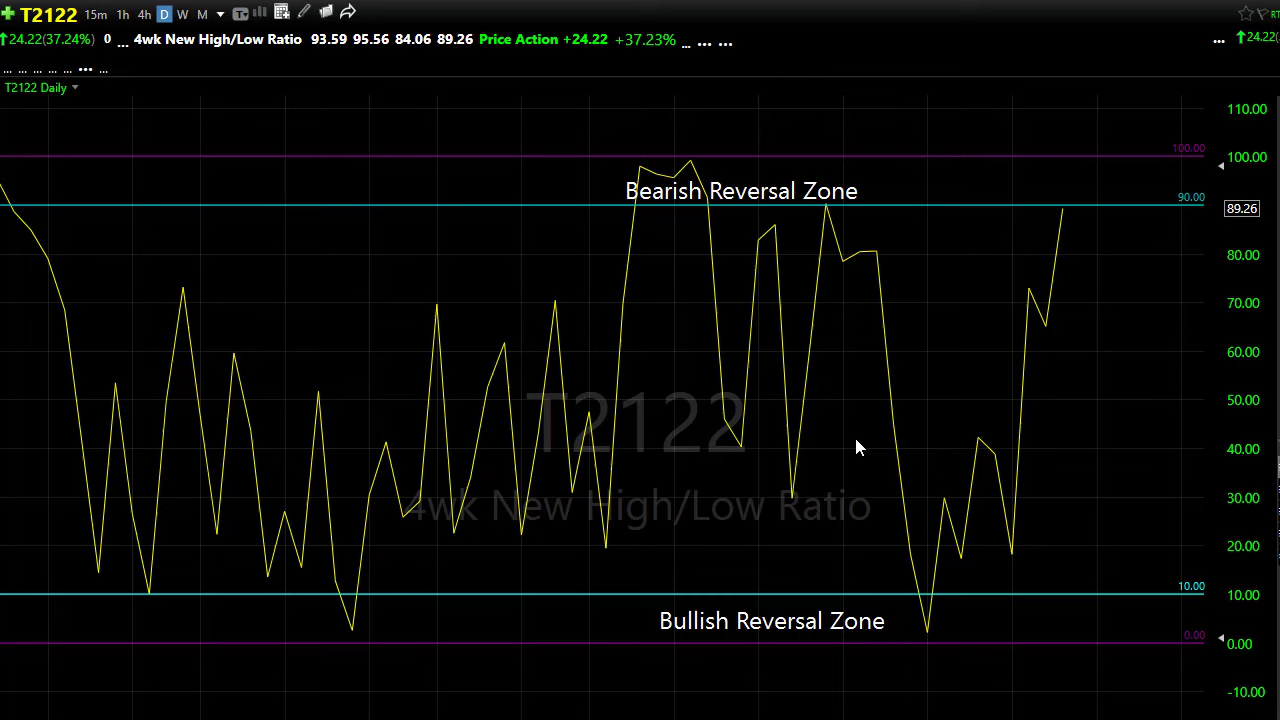 T2122 15m 1h 4h D W M T RT
24.22(37.24%) 0 ... 4wk New High/Low Ratio 93.59 95.56 84.06 89.26 Price Action +24.22 +37.23% ... ... ... ... 24.22(
... ... ... ... ... ... ...
T2122 Daily
110.00
100.00 100.00
Bearish Reversal Zone
90.00
89.26
80.00
70.00
60.00
50.00
T2122
40.00
4wk New High/Low Ratio
30.00
20.00
10.00 10.00
Bullish Reversal Zone
0.00 0.00
-10.00